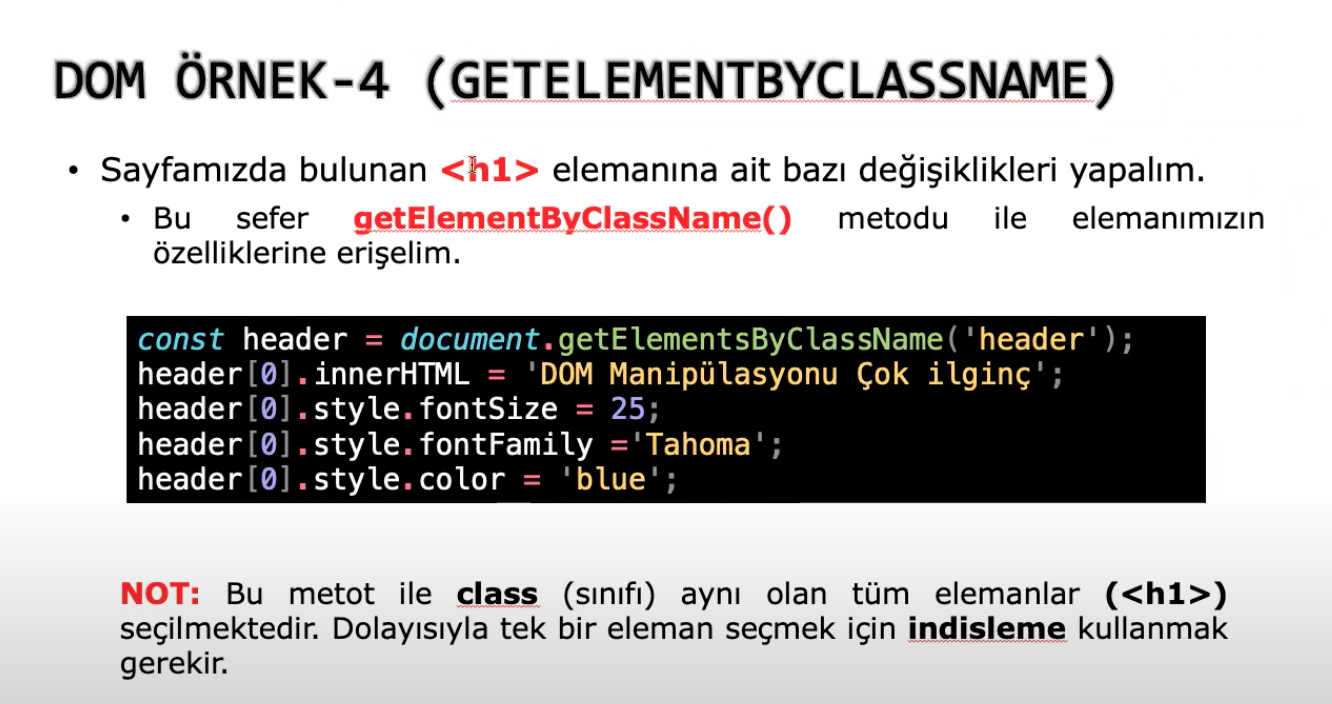 DOM ÖRNEK-4 (GETELEMENTBYCLASSNAME)
• Sayfamızda bulunan <h1> elemanına ait bazı değişiklikleri yapalım.
• Bu sefer getElementByClassName() metodu ile elemanımızın
özelliklerine erişelim.
const header = document.getElementsByClassName('header');
header[0].innerHTML = 'DOM Manipülasyonu Çok ilginç';
header[0].style.fontSize = 25;
header[0].style.fontFamily ='Tahoma';
header[0].style.color = 'blue';
NOT: Bu metot ile class (sınıfı) aynı olan tüm elemanlar (<h1>)
seçilmektedir. Dolayısıyla tek bir eleman seçmek için indisleme kullanmak
gerekir.